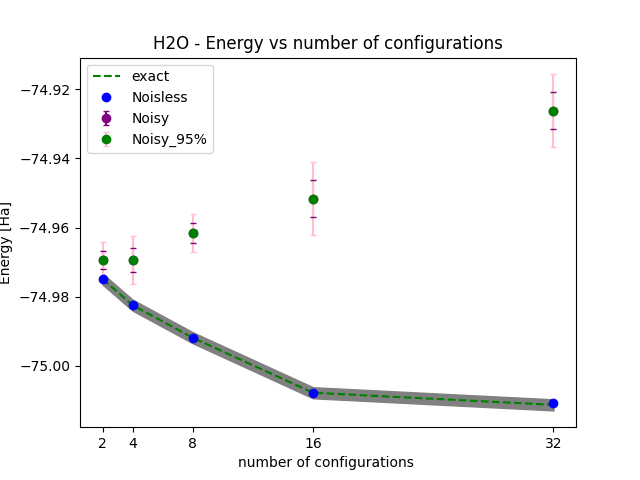 H2O - Energy vs number of configurations
exact
Noisless
Noisy
Noisy_95%
−74.92
−74.94
−74.96
−74.98
−75.00
Energy [Ha]
2 4 8 16 32
number of configurations